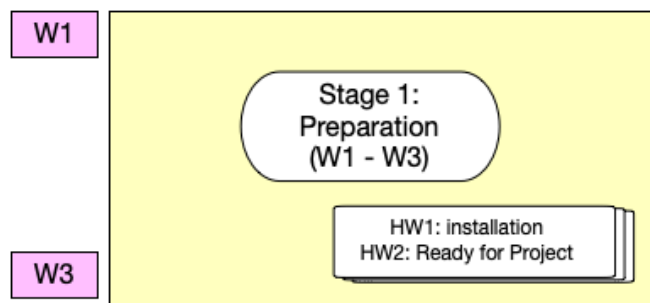 W1
Stage 1:
Preparation
(W1 - W3)
HW1: installation
HW2: Ready for Project
W3